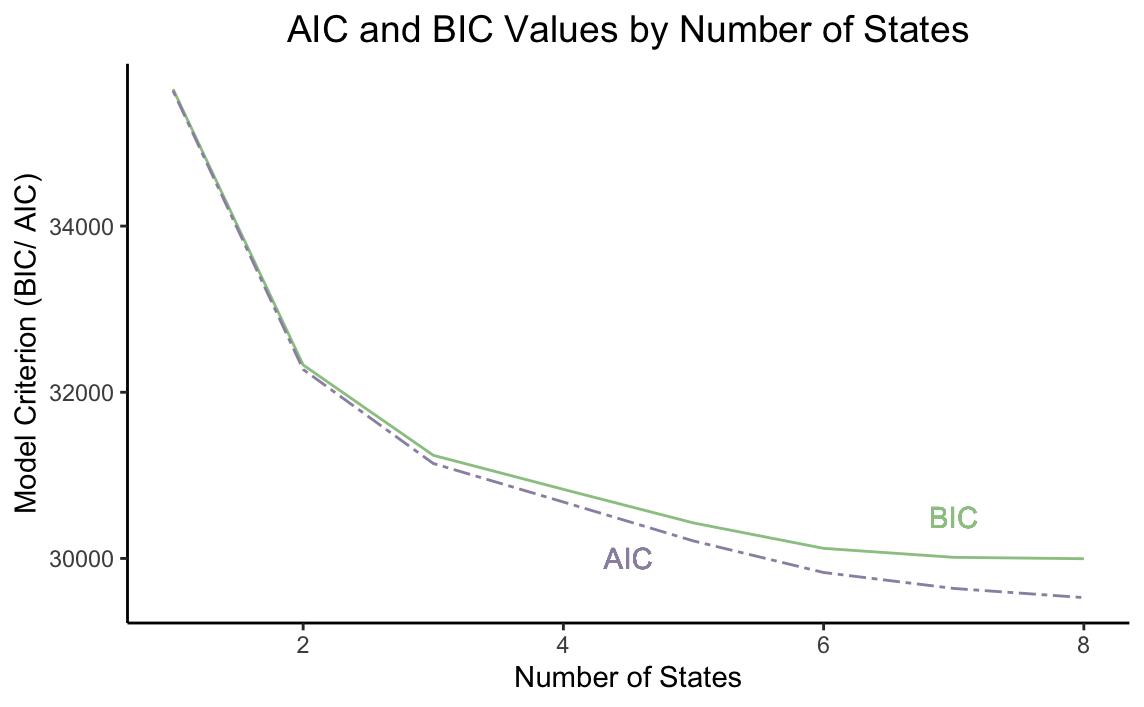 AIC and BIC Values by Number of States
Model Criterion (BIC/ AIC)
34000
32000
30000
BIC
AIC
2
4
6
8
Number of States